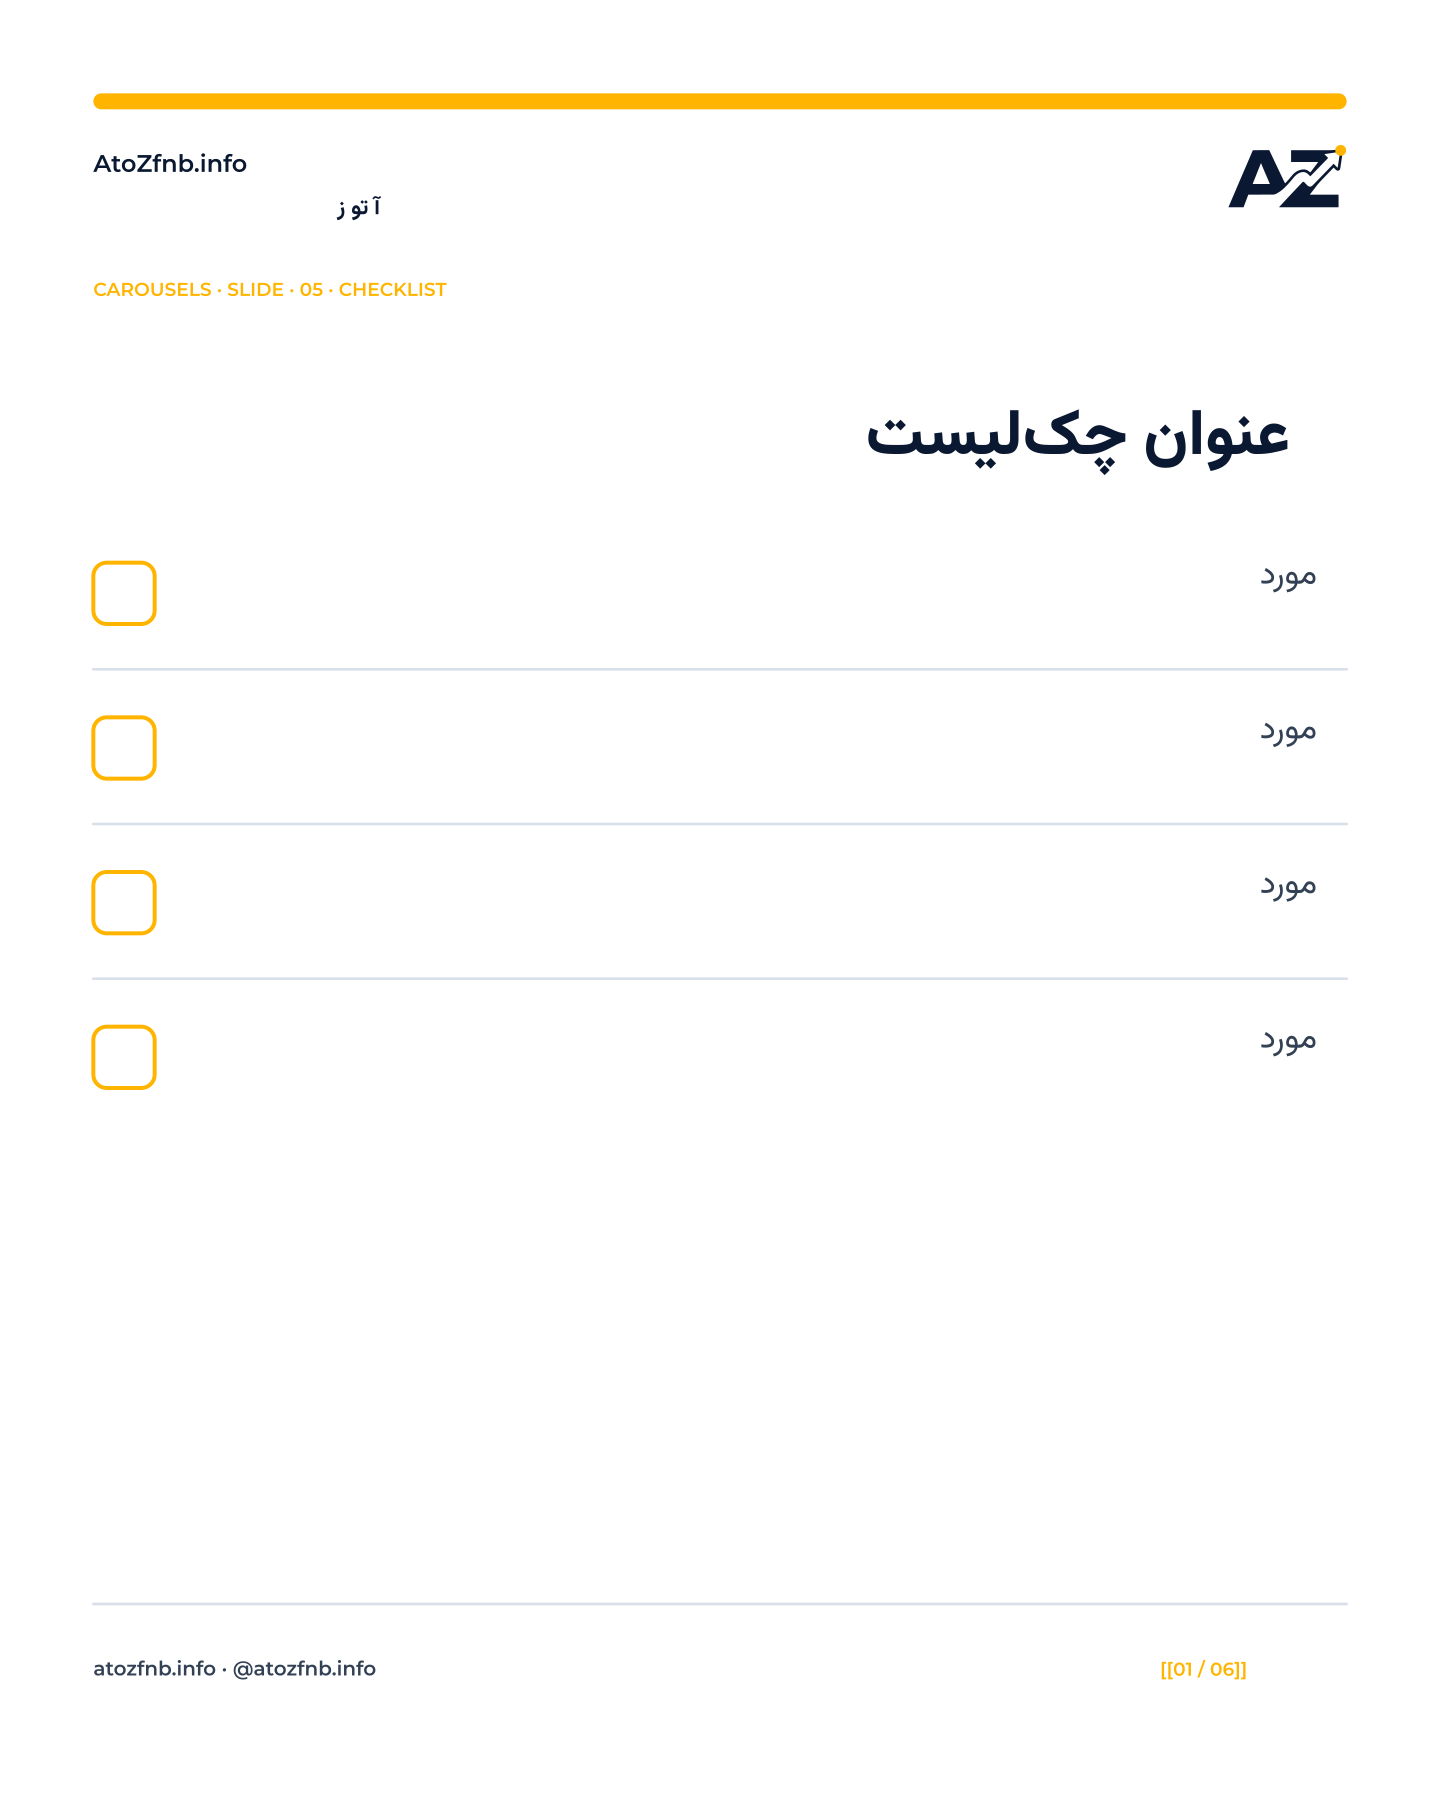 AtoZfnb.info
AZ
آ تو ز
CAROUSELS · SLIDE · 05 · CHECKLIST
عنوان چک‌لیست
مورد
مورد
مورد
مورد
atozfnb.info · @atozfnb.info
[[01 / 06]]